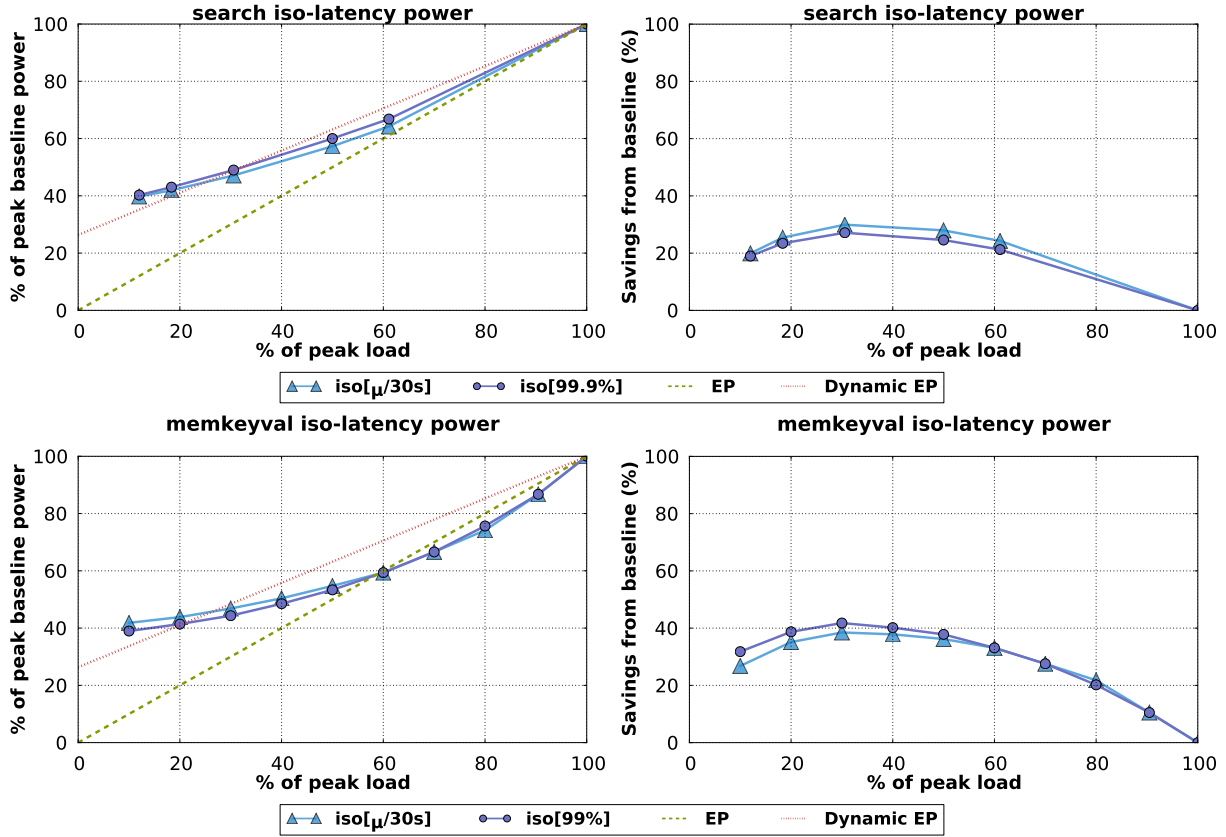 search iso-latency power
% of peak baseline power
100
80
60
40
20
0
0 20 40 60 80 100
% of peak load
search iso-latency power
Savings from baseline (%)
100
80
60
40
20
0
0 20 40 60 80 100
% of peak load
iso[μ/30s] iso[99.9%] EP Dynamic EP
memkeyval iso-latency power
% of peak baseline power
100
80
60
40
20
0
0 20 40 60 80 100
% of peak load
memkeyval iso-latency power
Savings from baseline (%)
100
80
60
40
20
0
0 20 40 60 80 100
% of peak load
iso[μ/30s] iso[99%] EP Dynamic EP